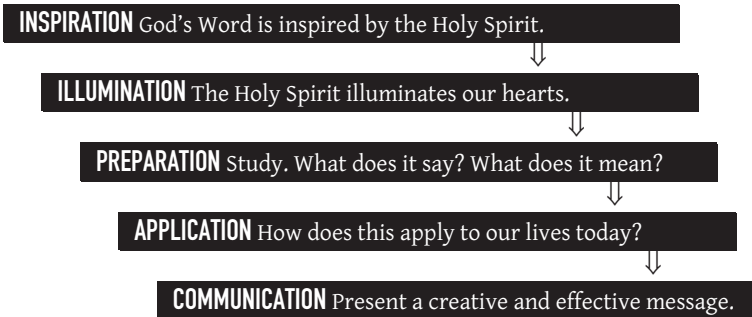 INSPIRATION God’s Word is inspired by the Holy Spirit.
⇓
ILLUMINATION The Holy Spirit illuminates our hearts.
⇓
PREPARATION Study. What does it say? What does it mean?
⇓
APPLICATION How does this apply to our lives today?
⇓
COMMUNICATION Present a creative and effective message.